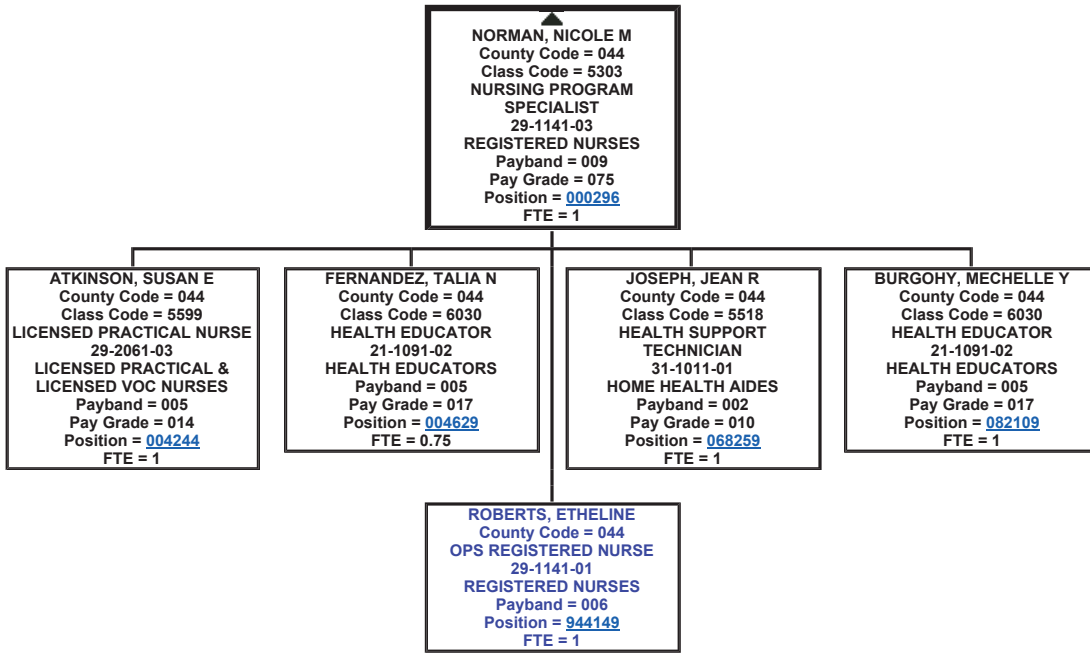 NORMAN, NICOLE M
County Code = 044
Class Code = 5303
NURSING PROGRAM
SPECIALIST
29-1141-03
REGISTERED NURSES
Payband = 009
Pay Grade = 075
Position = 000296
FTE = 1
ATKINSON, SUSAN E
County Code = 044
Class Code = 5599
LICENSED PRACTICAL NURSE
29-2061-03
LICENSED PRACTICAL &
LICENSED VOC NURSES
Payband = 005
Pay Grade = 014
Position = 004244
FTE = 1
FERNANDEZ, TALIA N
County Code = 044
Class Code = 6030
HEALTH EDUCATOR
21-1091-02
HEALTH EDUCATORS
Payband = 005
Pay Grade = 017
Position = 004629
FTE = 0.75
JOSEPH, JEAN R
County Code = 044
Class Code = 5518
HEALTH SUPPORT
TECHNICIAN
31-1011-01
HOME HEALTH AIDES
Payband = 002
Pay Grade = 010
Position = 068259
FTE = 1
BURGOHY, MECHELLE Y
County Code = 044
Class Code = 6030
HEALTH EDUCATOR
21-1091-02
HEALTH EDUCATORS
Payband = 005
Pay Grade = 017
Position = 082109
FTE = 1
ROBERTS, ETHELINE
County Code = 044
OPS REGISTERED NURSE
29-1141-01
REGISTERED NURSES
Payband = 006
Position = 944149
FTE = 1